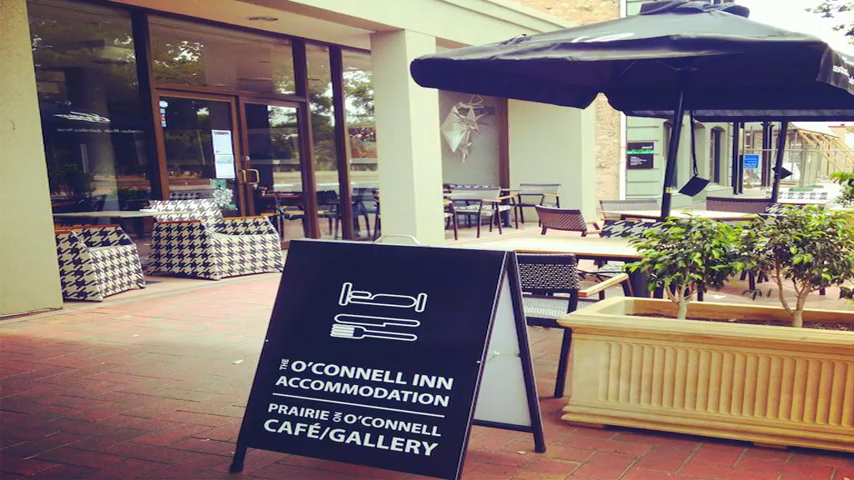 THE O'CONNELL INN
ACCOMMODATION
PRAIRIE ON O'CONNELL
CAFÉ/GALLERY